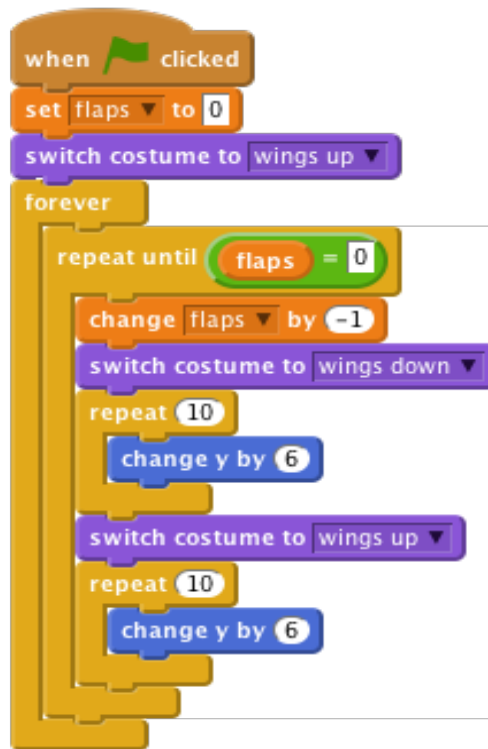 when clicked
set flaps to 0
switch costume to wings up
forever
repeat until flaps = 0
change flaps by -1
switch costume to wings down
repeat 10
change y by 6
switch costume to wings up
repeat 10
change y by 6